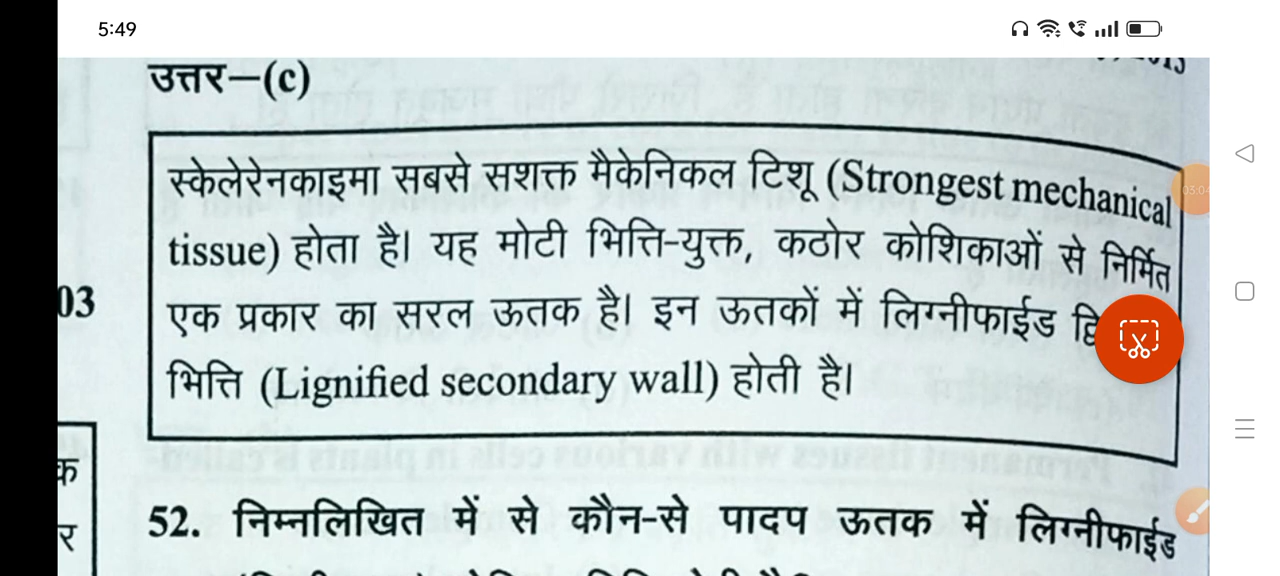 5:49
उत्तर–(c)
स्केलेरेनकाइमा सबसे सशक्त मैकेनिकल टिशू (Strongest mechanical
tissue) होता है। यह मोटी भित्ति-युक्त, कठोर कोशिकाओं से निर्मित
03
एक प्रकार का सरल ऊतक है। इन ऊतकों में लिग्नीफाईड
भित्ति (Lignified secondary wall) होती है।
क
52. निम्नलिखित में से कौन-से पादप ऊतक में लिग्नीफाईड
र